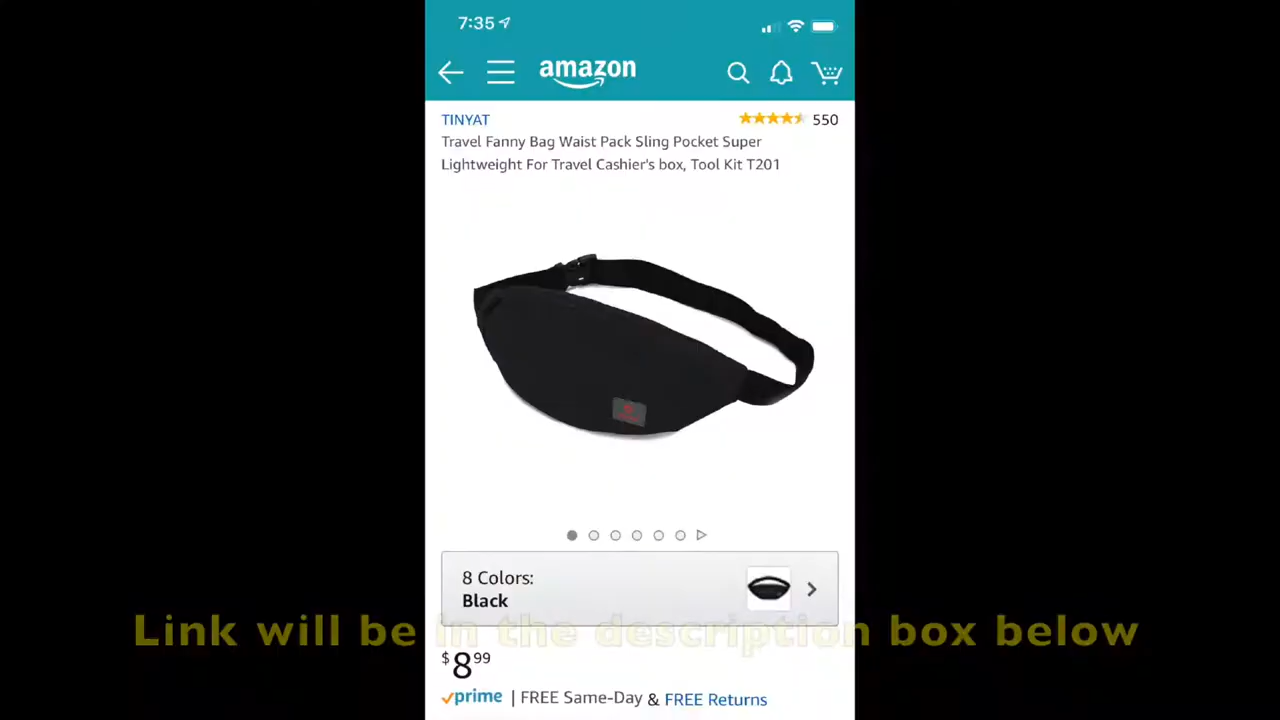 7:35
amazon
TINYAT
550
Travel Fanny Bag Waist Pack Sling Pocket Super
Lightweight For Travel Cashier's box, Tool Kit T201
8 Colors:
Black
Link will be in the description box below
$8.99
prime | FREE Same-Day & FREE Returns